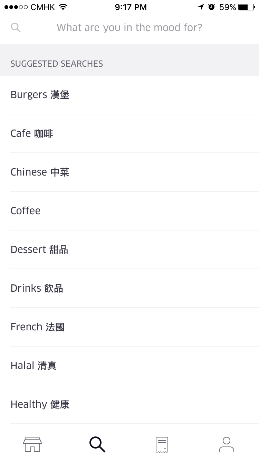 CMHK 9:17 PM 59%
What are you in the mood for?
SUGGESTED SEARCHES
Burgers 漢堡
Cafe 咖啡
Chinese 中菜
Coffee
Dessert 甜品
Drinks 飲品
French 法國
Halal 清真
Healthy 健康